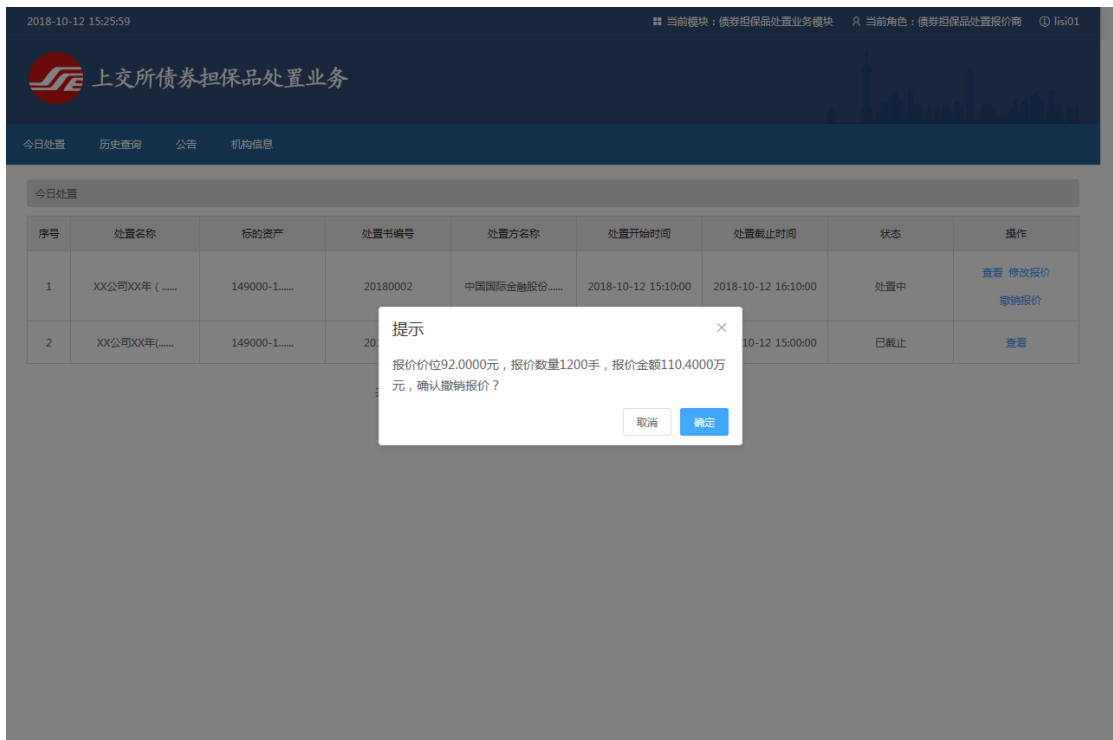 2018-10-12 15:25:59 当前模块：债券担保品处置业务模块 当前角色：债券担保品处置报价商 lisi01
上交所债券担保品处置业务
今日处置 历史查询 公告 机构信息
今日处置
序号 处置名称 标的资产 处置书编号 处置方名称 处置开始时间 处置截止时间 状态 操作
1 XX公司XX年 ( ...... 149000-1...... 20180002 中国国际金融股份...... 2018-10-12 15:10:00 2018-10-12 16:10:00 处置中 查看 修改报价
撤销报价
2 XX公司XX年(...... 149000-1...... 20 10-12 15:00:00 已截止 查看
提示
报价价位92.0000元，报价数量1200手，报价金额110.4000万
元，确认撤销报价？
取消 确定